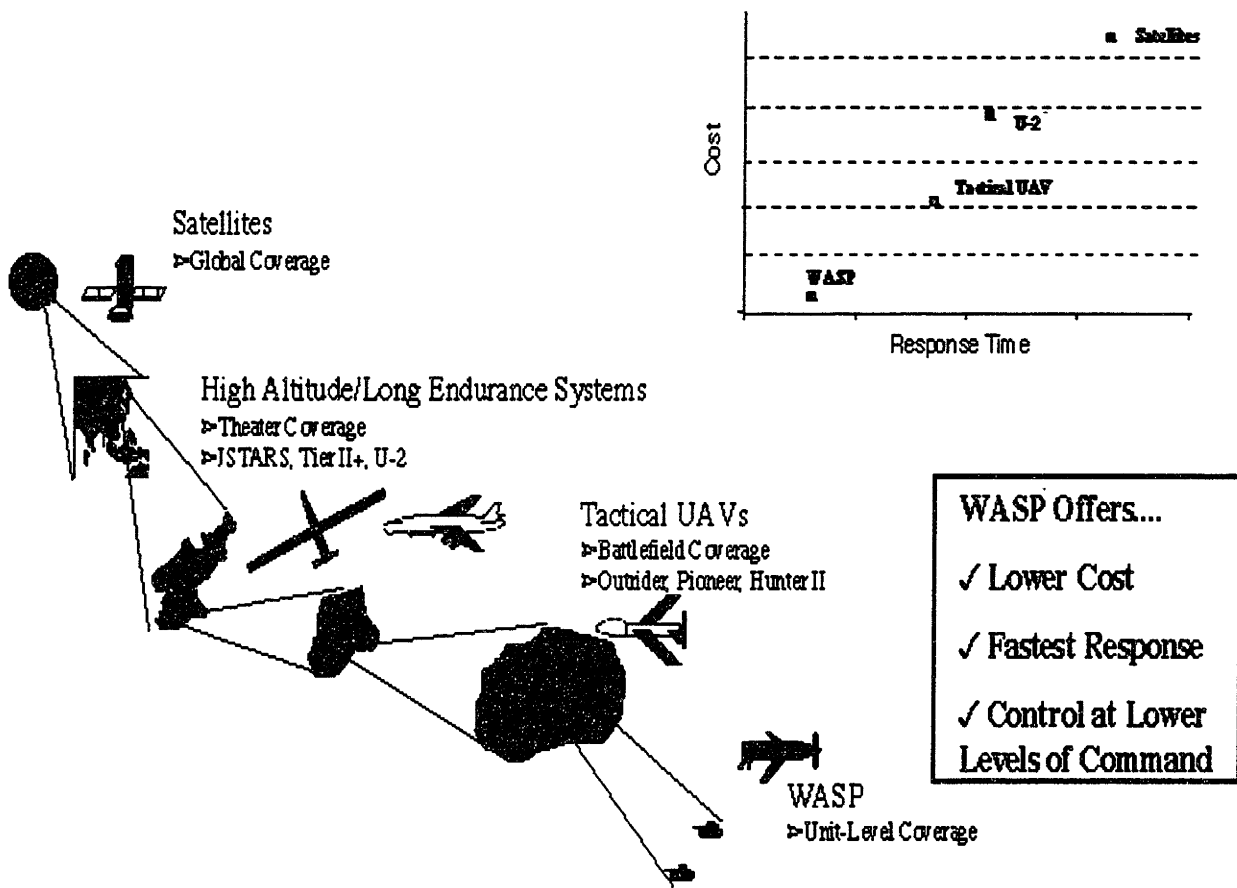 Satellites
U-2
Tactical UAV
WASP
Cost
Response Time
Satellites
➢Global Coverage
High Altitude/Long Endurance Systems
➢Theater Coverage
➢JSTARS, Tier II+, U-2
Tactical UAVs
➢Battlefield Coverage
➢Outrider, Pioneer, Hunter II
WASP Offers....
✓ Lower Cost
✓ Fastest Response
✓ Control at Lower
Levels of Command
WASP
➢Unit-Level Coverage